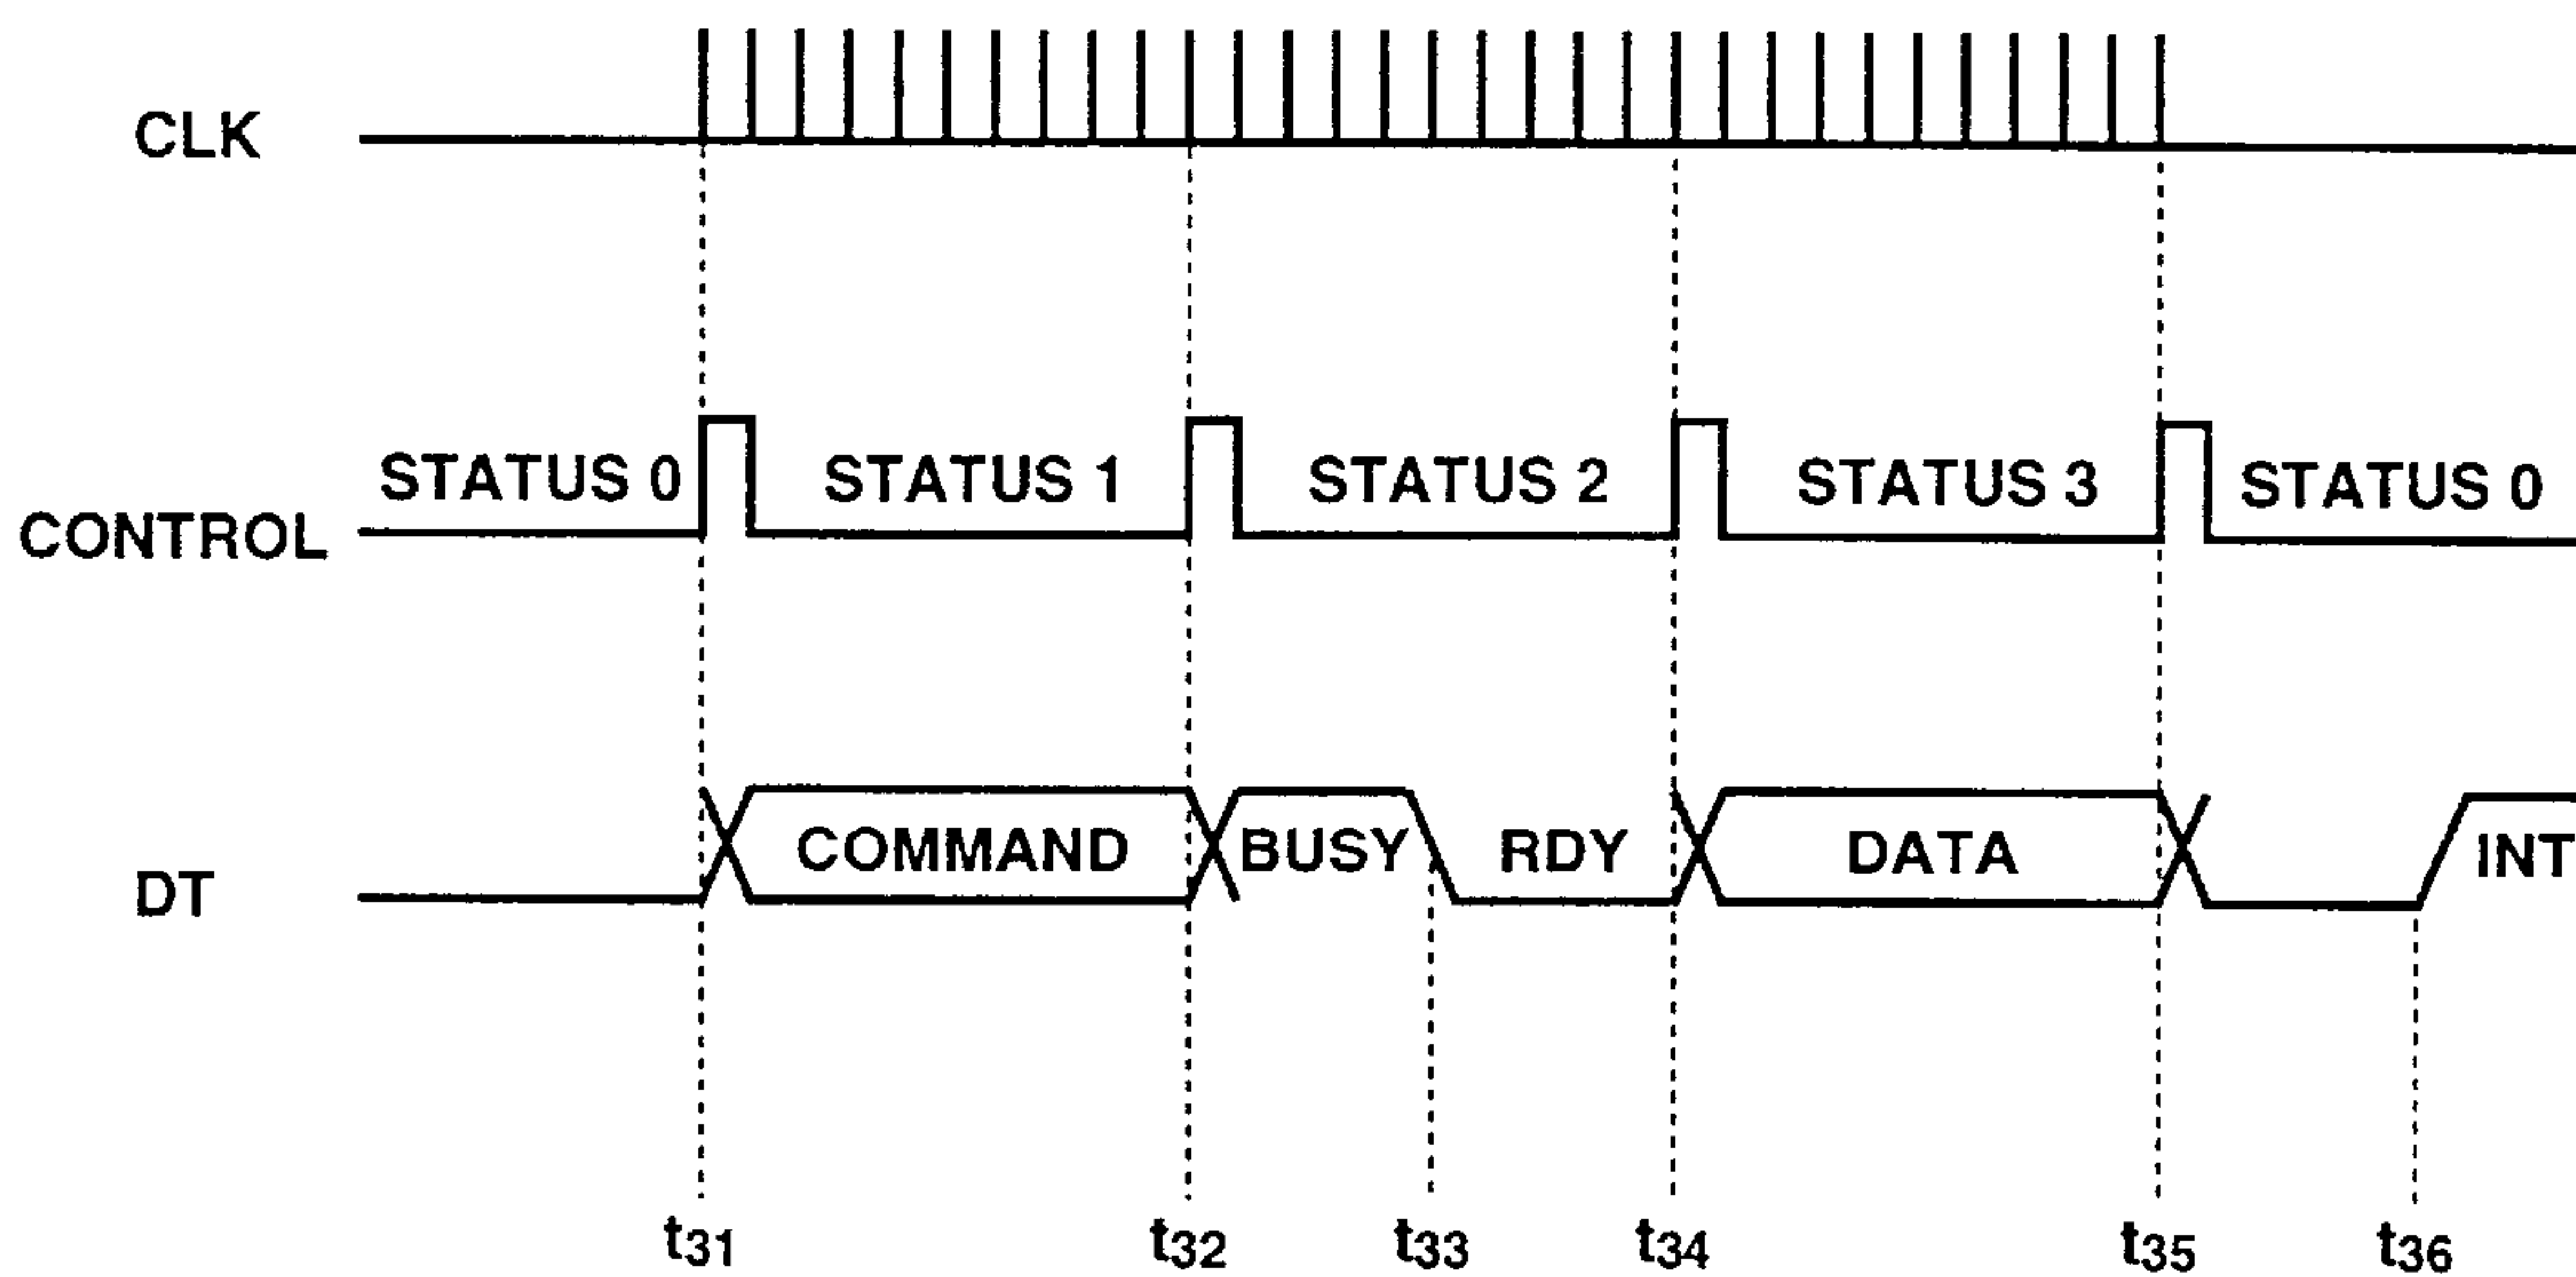 CLK
STATUS 0 STATUS 1 STATUS 2 STATUS 3 STATUS 0
CONTROL
COMMAND BUSY RDY DATA INT
DT
t31 t32 t33 t34 t35 t36